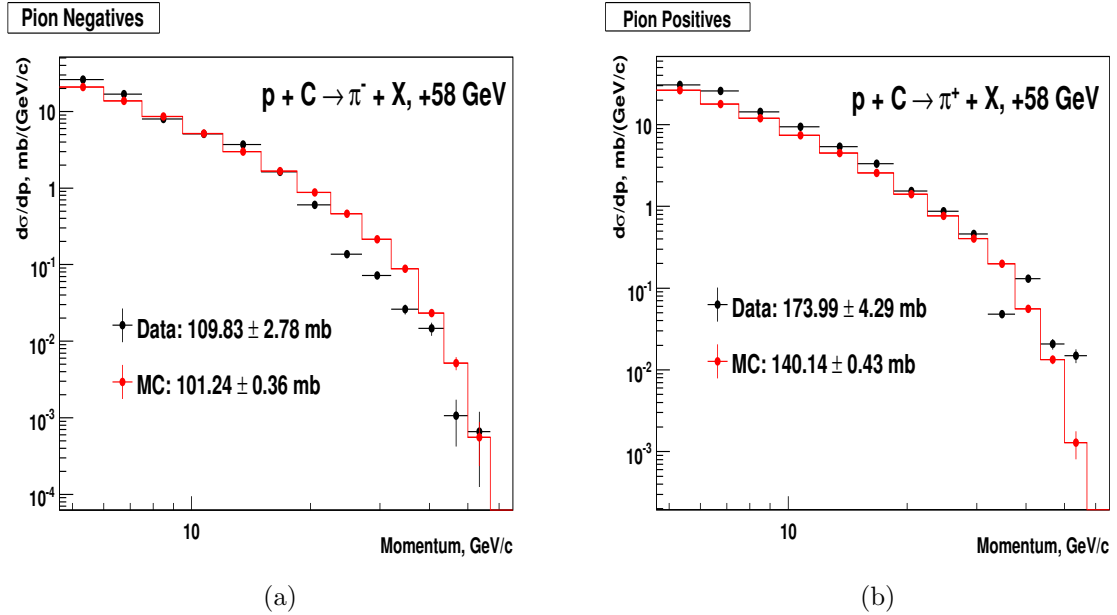 Pion Negatives
p + C → π⁻ + X, +58 GeV
dσ/dp, mb/(GeV/c)
10
1
10⁻¹
10⁻²
10⁻³
10⁻⁴
Data: 109.83 ± 2.78 mb
MC: 101.24 ± 0.36 mb
10
Momentum, GeV/c
(a)
Pion Positives
p + C → π⁺ + X, +58 GeV
dσ/dp, mb/(GeV/c)
10
1
10⁻¹
10⁻²
10⁻³
Data: 173.99 ± 4.29 mb
MC: 140.14 ± 0.43 mb
10
Momentum, GeV/c
(b)